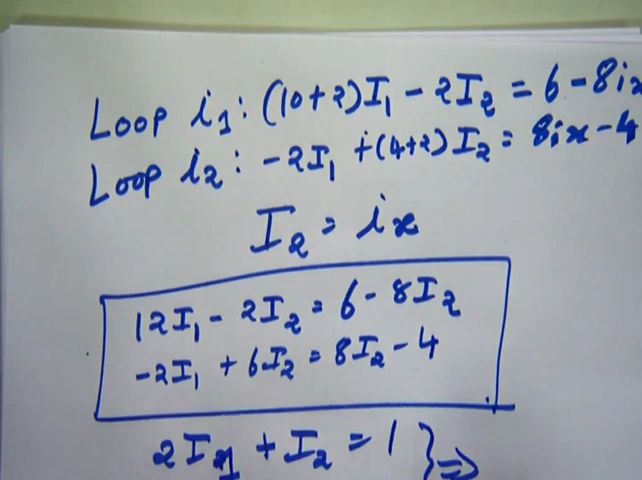 Loop i₁: (10+2)I₁ - 2I₂ = 6 - 8ix
Loop i₂: -2I₁ + (4+2)I₂ = 8ix - 4
I₂ = ix
12I₁ - 2I₂ = 6 - 8I₂
-2I₁ + 6I₂ = 8I₂ - 4
2I₁ + I₂ = 1 } ⇒